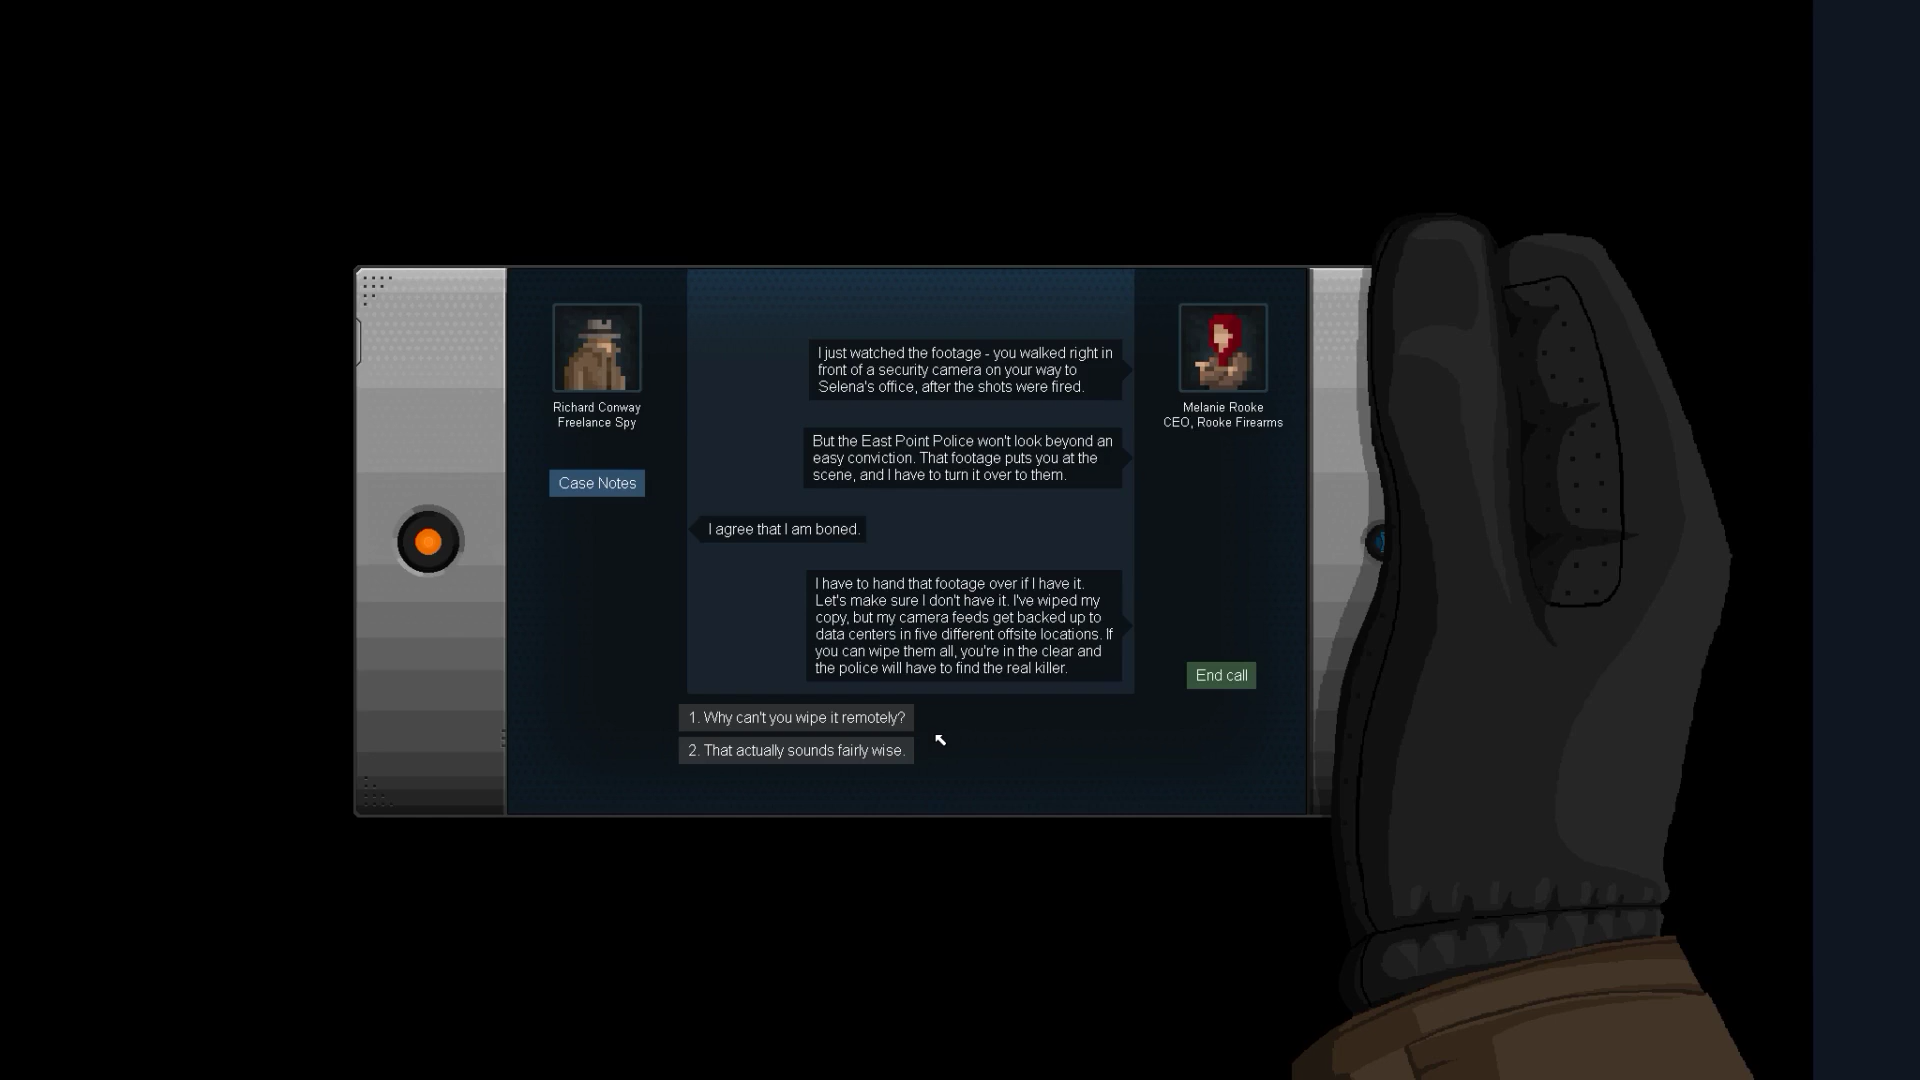 I just watched the footage - you walked right in
front of a security camera on your way to
Selena's office, after the shots were fired.
Richard Conway
Freelance Spy
Melanie Rooke
CEO, Rooke Firearms
But the East Point Police won't look beyond an
easy conviction. That footage puts you at the
scene, and I have to turn it over to them.
Case Notes
I agree that I am boned.
I have to hand that footage over if I have it.
Let's make sure I don't have it. I've wiped my
copy, but my camera feeds get backed up to
data centers in five different offsite locations. If
you can wipe them all, you're in the clear and
the police will have to find the real killer.
End call
1. Why can't you wipe it remotely?
2. That actually sounds fairly wise.